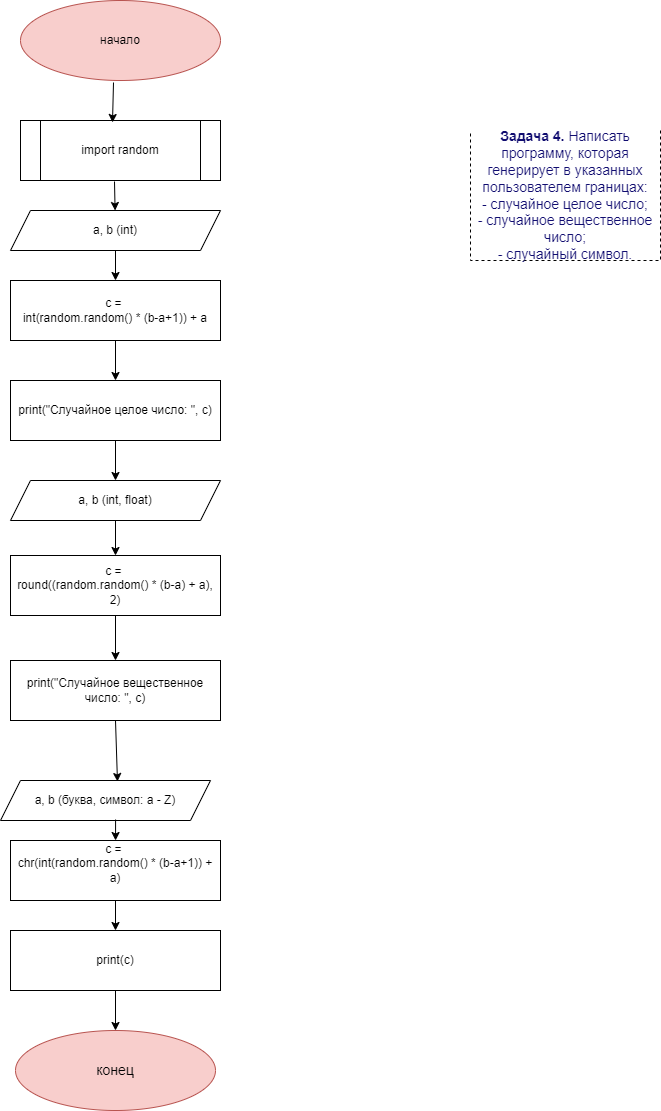 начало
import random
a, b (int)
c =
int(random.random() * (b-a+1)) + a
print("Случайное целое число: ", c)
a, b (int, float)
c =
round((random.random() * (b-a) + a),
2)
print("Случайное вещественное
число: ", c)
a, b (буква, символ: a - Z)
c =
chr(int(random.random() * (b-a+1)) +
a)
print(c)
конец
Задача 4. Написать
программу, которая
генерирует в указанных
пользователем границах:
- случайное целое число;
- случайное вещественное
число;
- случайный символ.